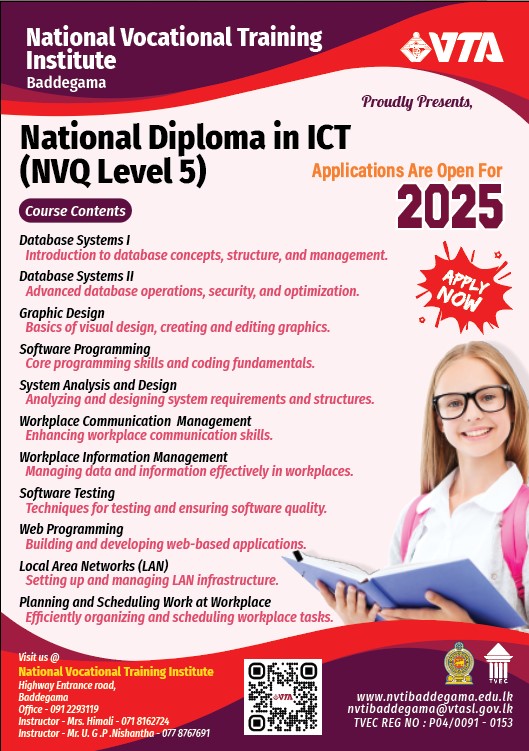 National Vocational Training
Institute
Baddegama
VTA
Proudly Presents,
National Diploma in ICT
(NVQ Level 5)
Applications Are Open For
2025
Course Contents
APPLY
NOW
Database Systems I
Introduction to database concepts, structure, and management.
Database Systems II
Advanced database operations, security, and optimization.
Graphic Design
Basics of visual design, creating and editing graphics.
Software Programming
Core programming skills and coding fundamentals.
System Analysis and Design
Analyzing and designing system requirements and structures.
Workplace Communication Management
Enhancing workplace communication skills.
Workplace Information Management
Managing data and information effectively in workplaces.
Software Testing
Techniques for testing and ensuring software quality.
Web Programming
Building and developing web-based applications.
Local Area Networks (LAN)
Setting up and managing LAN infrastructure.
Planning and Scheduling Work at Workplace
Efficiently organizing and scheduling workplace tasks.
Visit us @
National Vocational Training Institute
Highway Entrance road,
Baddegama
Office - 091 2293119
Instructor - Mrs. Himali - 071 8162724
Instructor - Mr. U .G .P .Nishantha - 077 8767691
VTA
TVEC
www.nvtibaddegama.edu.lk
nvtibaddegama@vtasl.gov.lk
TVEC REG NO : P04/0091 - 0153